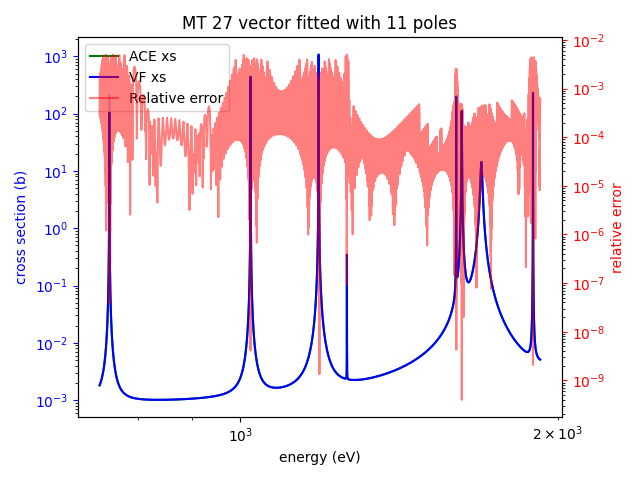 MT 27 vector fitted with 11 poles
ACE xs
VF xs
Relative error
cross section (b)
10³
10²
10¹
10⁰
10⁻¹
10⁻²
10⁻³
10⁻²
10⁻³
10⁻⁴
10⁻⁵
10⁻⁶
10⁻⁷
10⁻⁸
10⁻⁹
relative error
10³
2 × 10³
energy (eV)